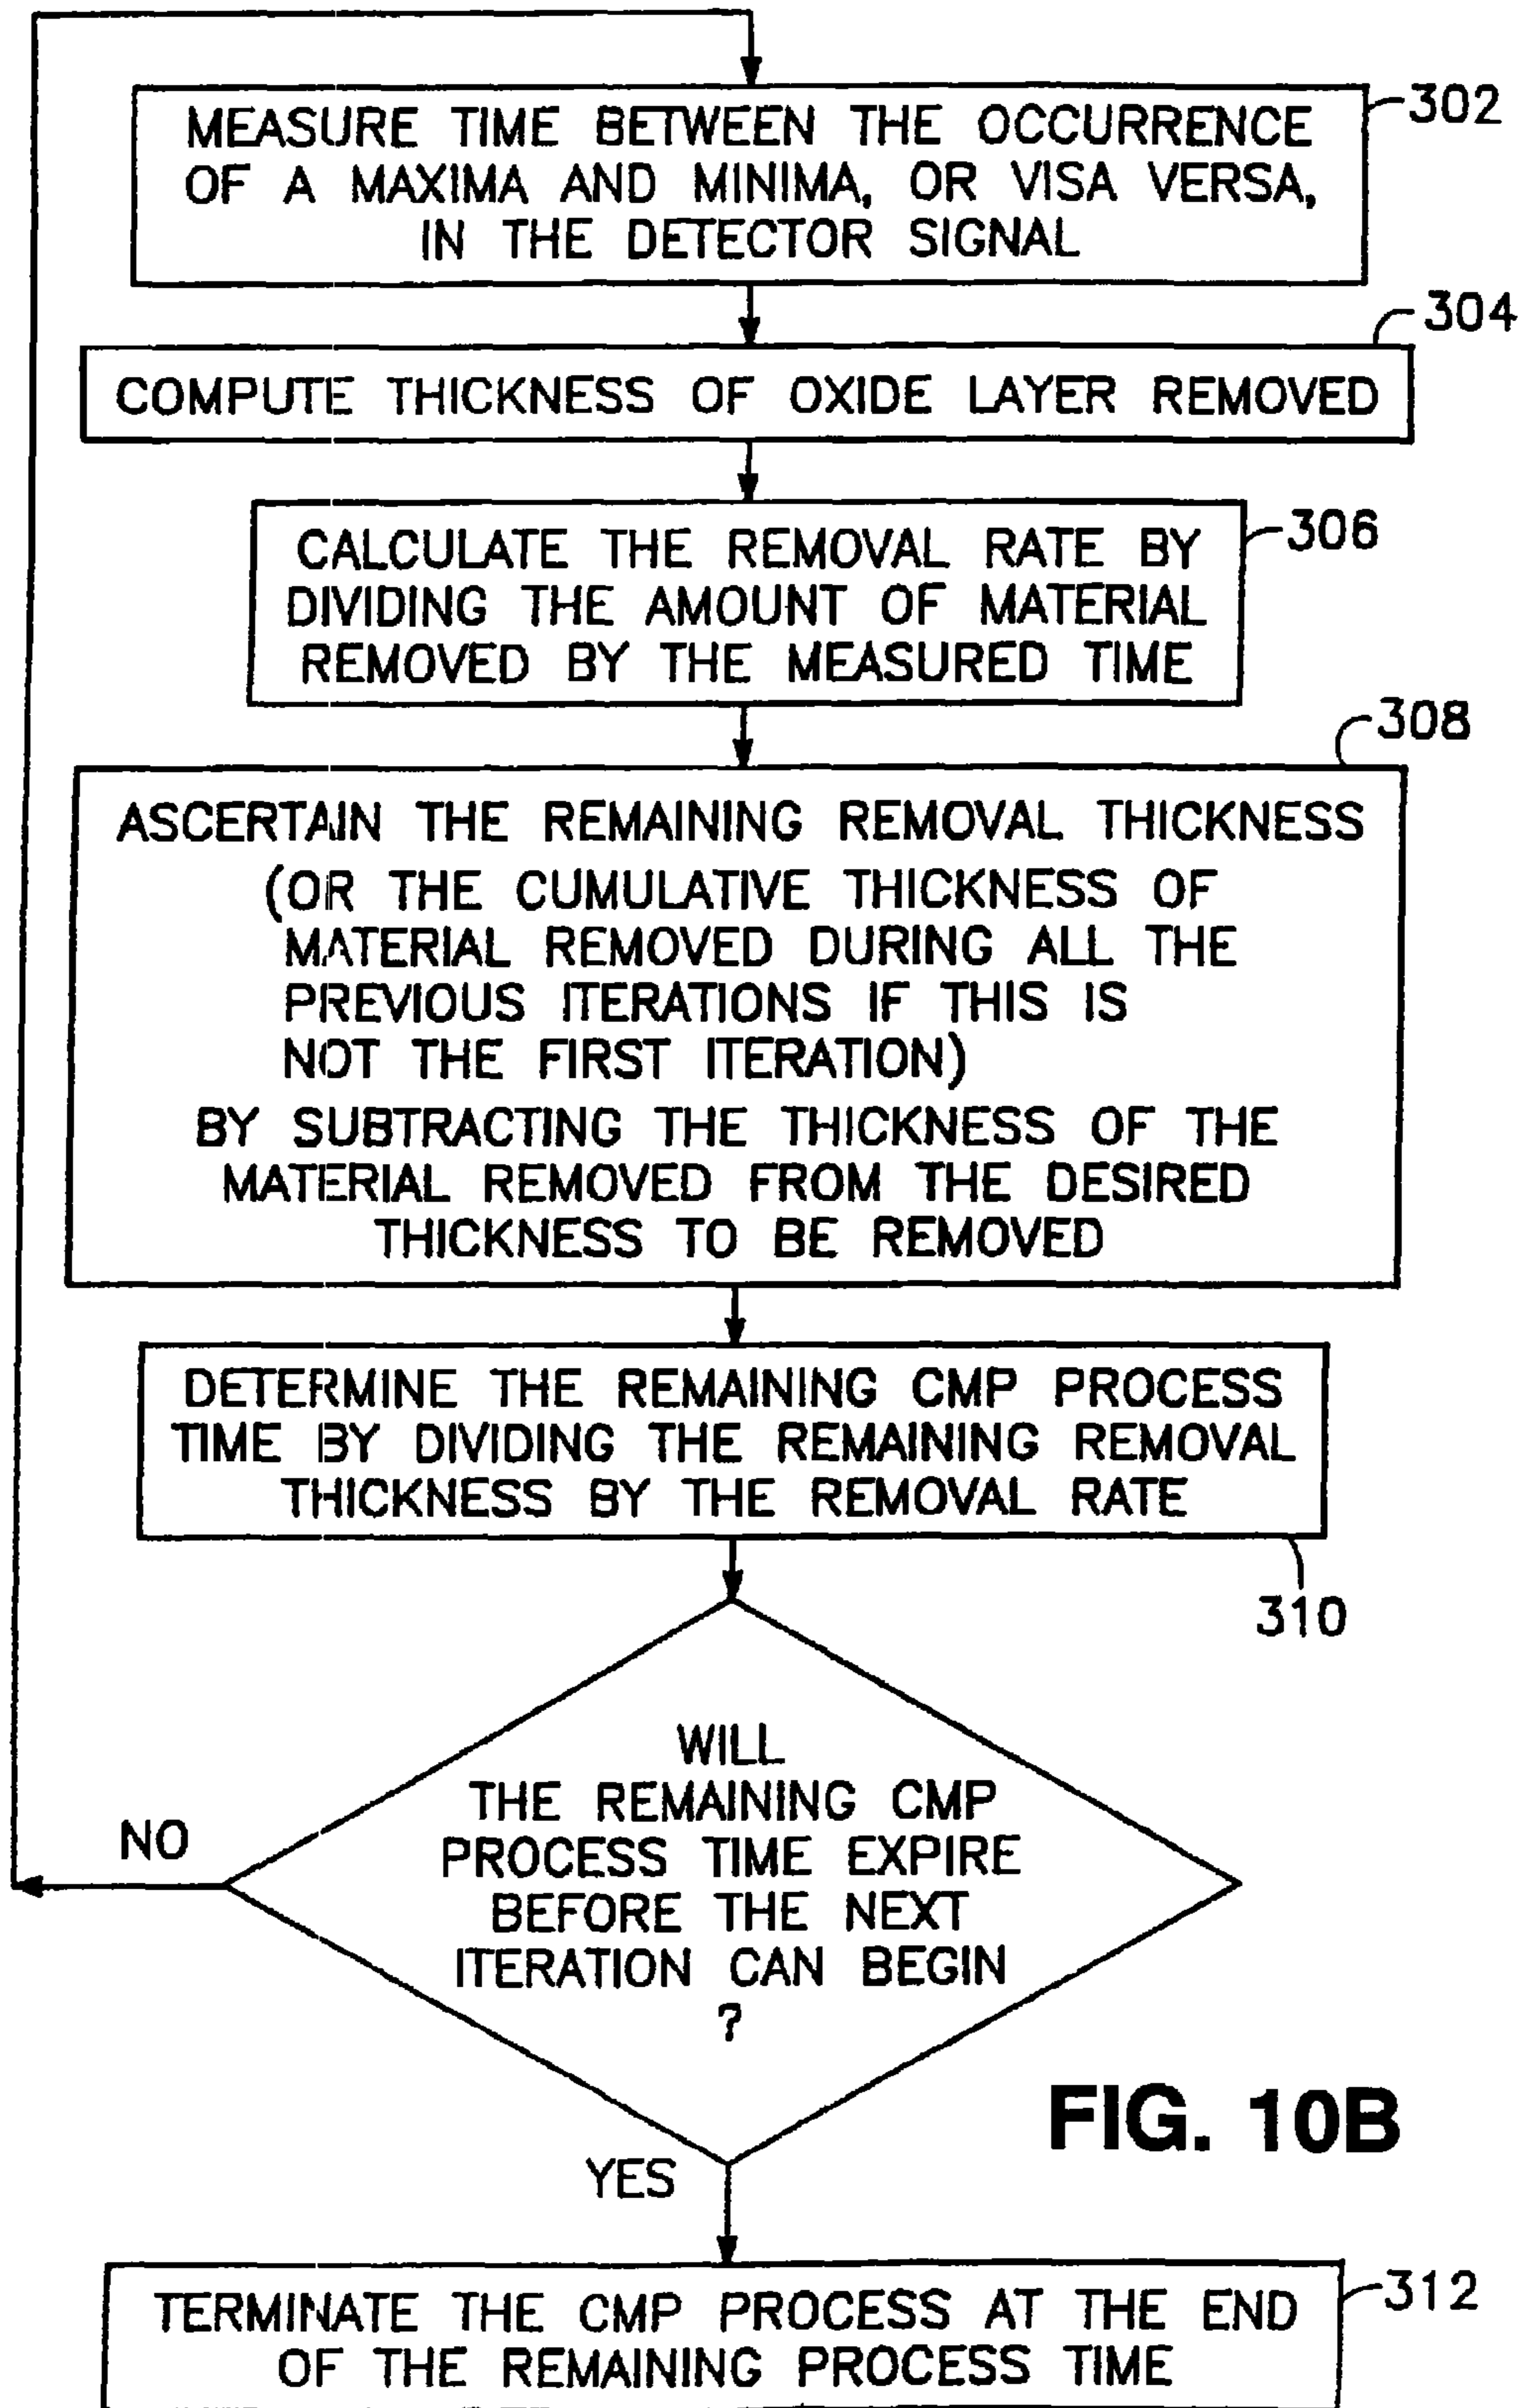 MEASURE TIME BETWEEN THE OCCURRENCE
OF A MAXIMA AND MINIMA, OR VISA VERSA,
IN THE DETECTOR SIGNAL
302
304
COMPUTE THICKNESS OF OXIDE LAYER REMOVED
CALCULATE THE REMOVAL RATE BY
DIVIDING THE AMOUNT OF MATERIAL
REMOVED BY THE MEASURED TIME
306
308
ASCERTAIN THE REMAINING REMOVAL THICKNESS
(OR THE CUMULATIVE THICKNESS OF
MATERIAL REMOVED DURING ALL THE
PREVIOUS ITERATIONS IF THIS IS
NOT THE FIRST ITERATION)
BY SUBTRACTING THE THICKNESS OF THE
MATERIAL REMOVED FROM THE DESIRED
THICKNESS TO BE REMOVED
DETERMINE THE REMAINING CMP PROCESS
TIME BY DIVIDING THE REMAINING REMOVAL
THICKNESS BY THE REMOVAL RATE
310
WILL
THE REMAINING CMP
PROCESS TIME EXPIRE
BEFORE THE NEXT
ITERATION CAN BEGIN
?
NO
YES
FIG. 10B
TERMINATE THE CMP PROCESS AT THE END
OF THE REMAINING PROCESS TIME
312